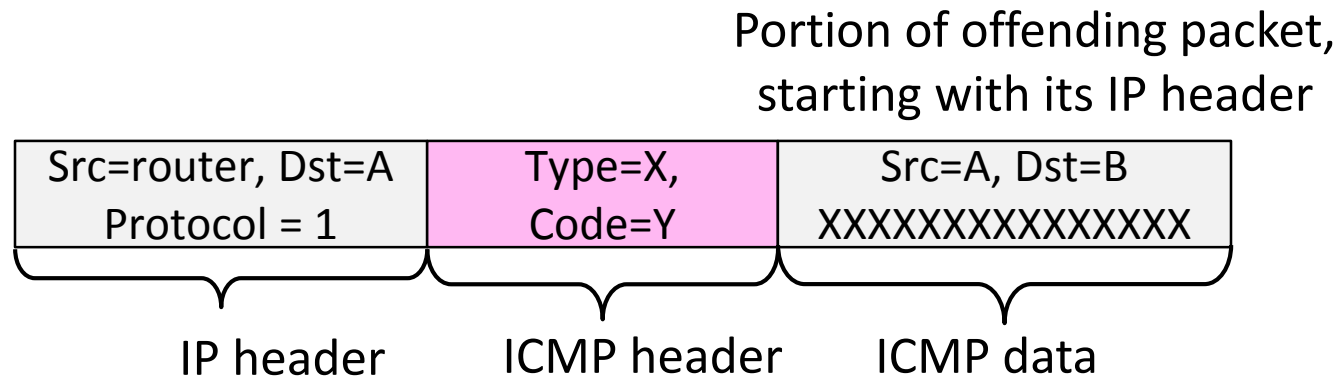 Portion of offending packet,
starting with its IP header
Src=router, Dst=A
Protocol = 1
Type=X,
Code=Y
Src=A, Dst=B
XXXXXXXXXXXXXXX
IP header
ICMP header
ICMP data